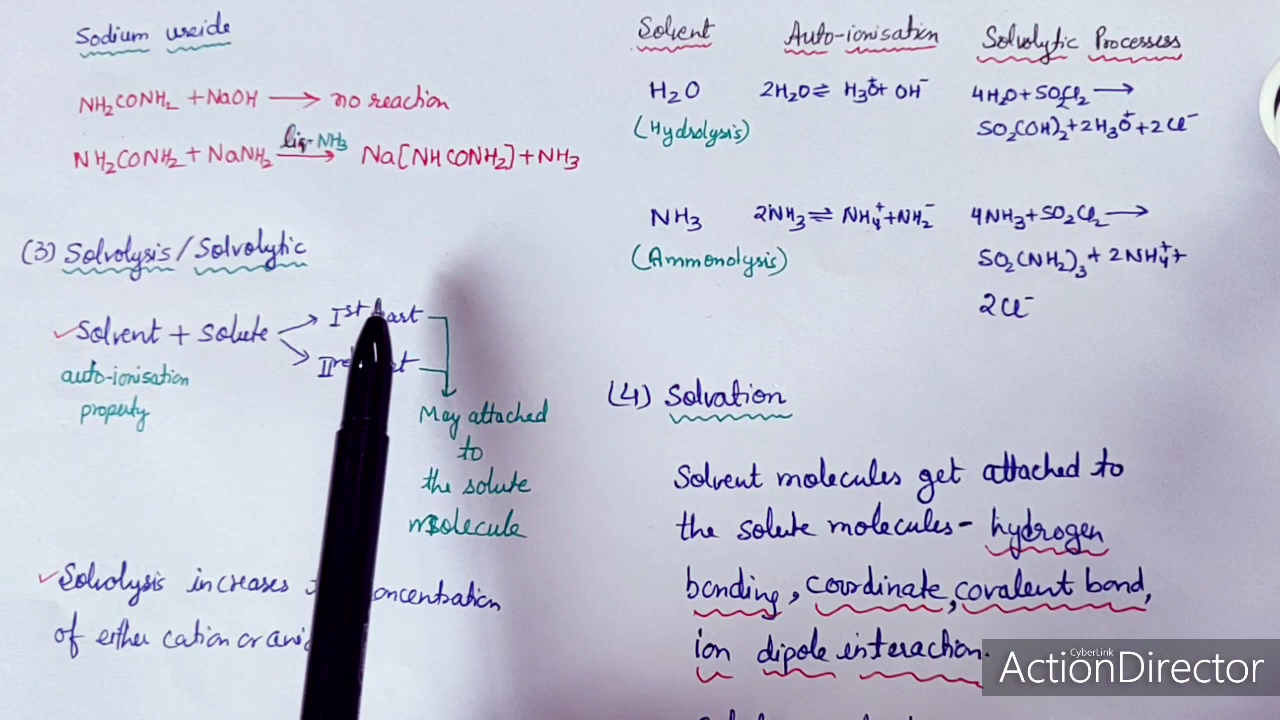 Sodium ureide
NH₂CONH₂ + NaOH ⟶ no reaction
NH₂CONH₂ + NaNH₂ ⟶ liq-NH₃ Na[NHCONH₂] + NH₃
(3) Solvolysis / Solvolytic
Solvent + Solute
Iˢᵗ
II
auto-ionisation
property
May attached
to
the solute
molecule
Solvolysis increases
of either cation or
Solvent Auto-ionisation Solvolytic Processess
H₂O 2H₂O ⇌ H₃O⁺ + OH⁻ 4H₂O + SO₂Cl₂ ⟶
(Hydrolysis) SO₂(OH)₂ + 2H₃O⁺ + 2Cl⁻
NH₃ 2NH₃ ⇌ NH₄⁺ + NH₂⁻ 4NH₃ + SO₂Cl₂ ⟶
(Ammonolysis) SO₂(NH₂)₃ + 2NH₄⁺ +
2Cl⁻
(4) Solvation
Solvent molecules get attached to
the solute molecules - hydrogen
bonding, coordinate, covalent bond,
ion dipole interaction.
CyberLink
ActionDirector